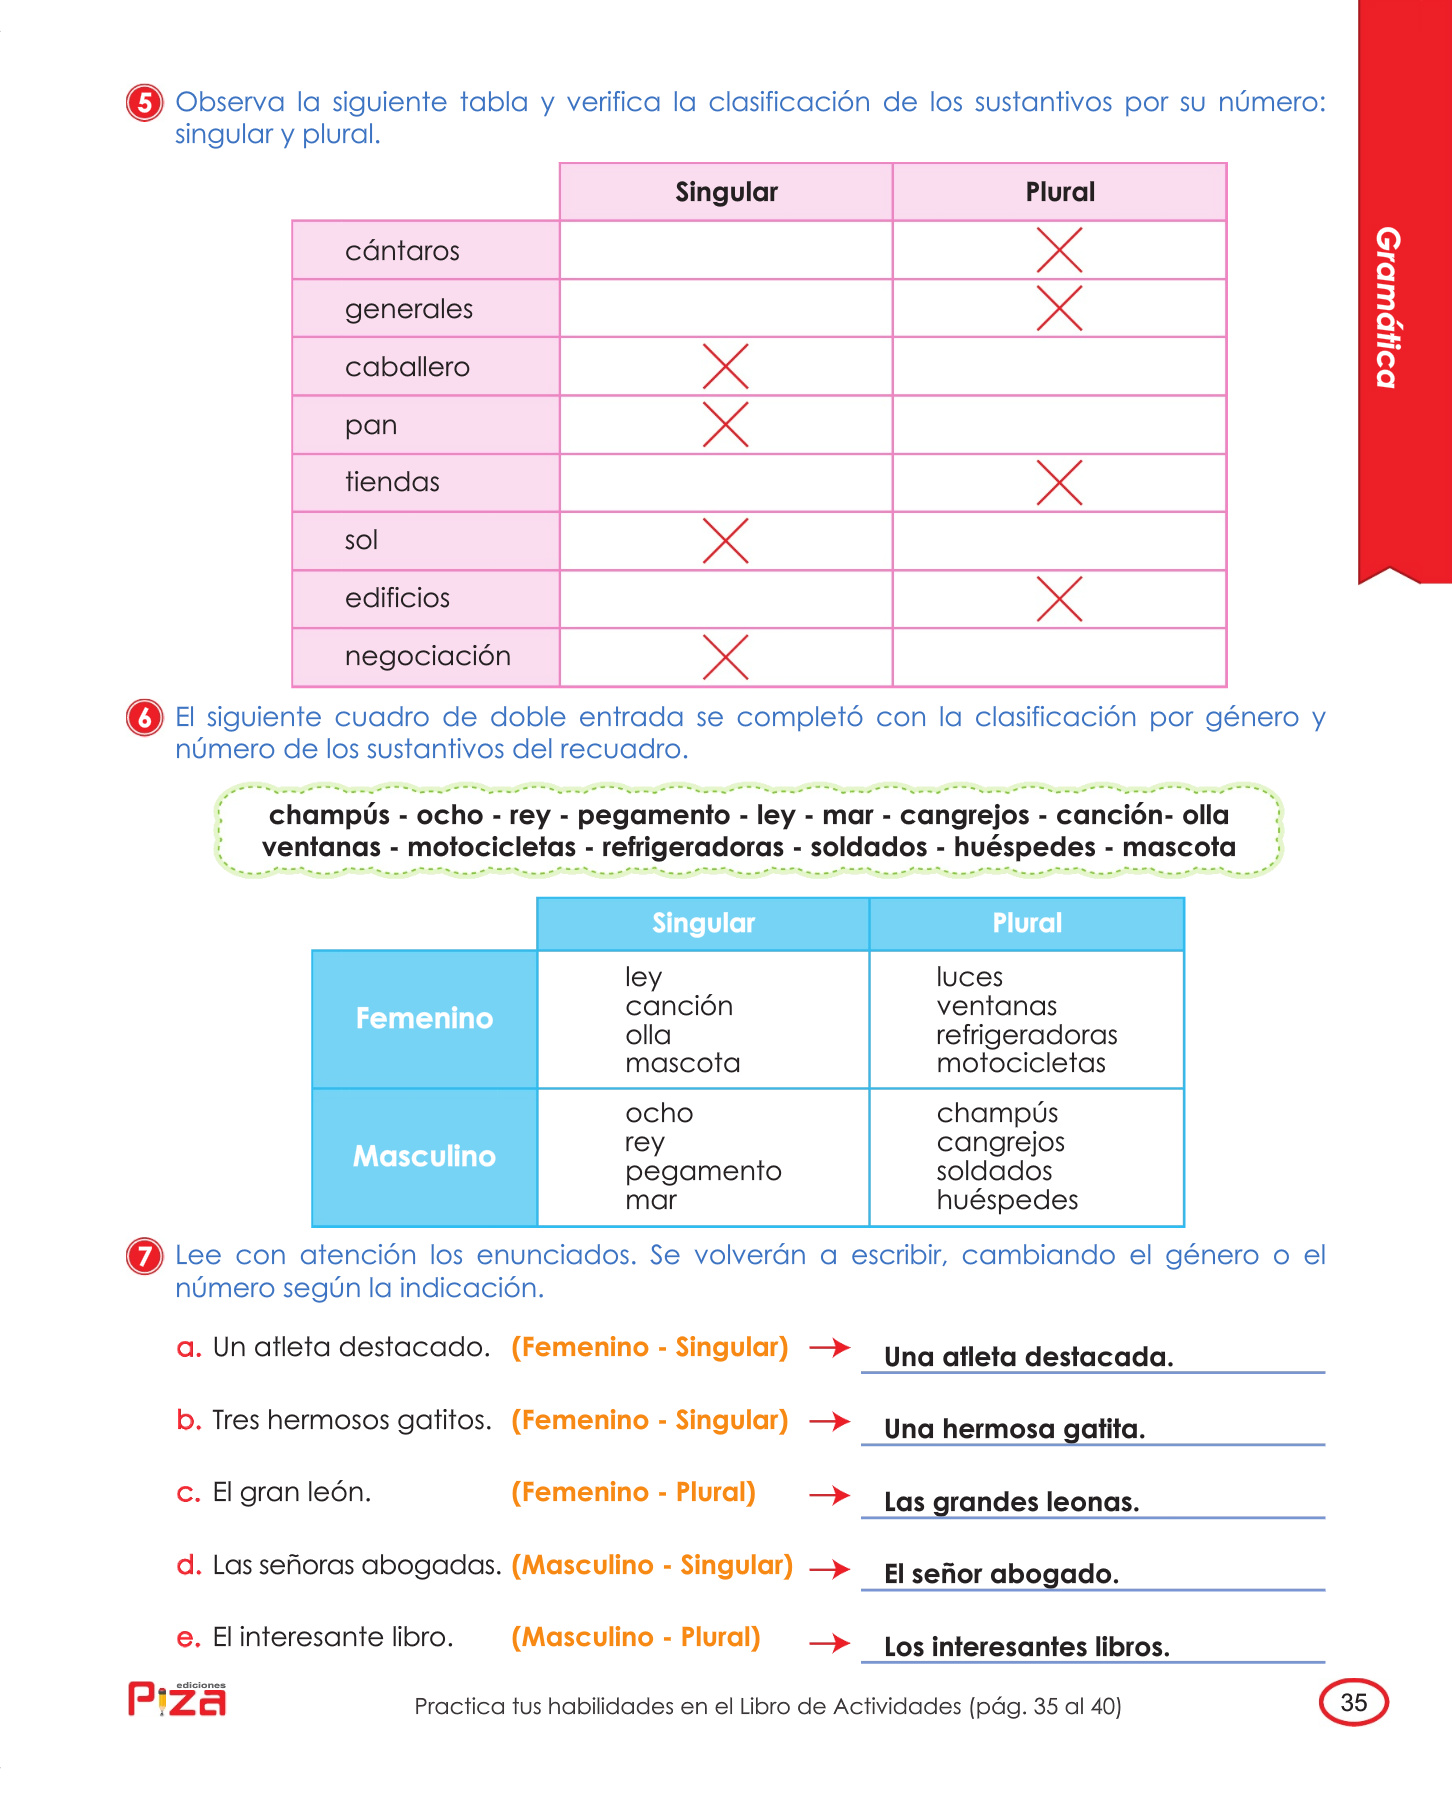 5 Observa la siguiente tabla y verifica la clasificación de los sustantivos por su número:
singular y plural.
Singular Plural
cántaros
generales
caballero
pan
tiendas
sol
edificios
negociación
Gramática
6 El siguiente cuadro de doble entrada se completó con la clasificación por género y
número de los sustantivos del recuadro.
champús - ocho - rey - pegamento - ley - mar - cangrejos - canción- olla
ventanas - motocicletas - refrigeradoras - soldados - huéspedes - mascota
Singular Plural
Femenino
ley
canción
olla
mascota
luces
ventanas
refrigeradoras
motocicletas
Masculino
ocho
rey
pegamento
mar
champús
cangrejos
soldados
huéspedes
7 Lee con atención los enunciados. Se volverán a escribir, cambiando el género o el
número según la indicación.
a. Un atleta destacado. (Femenino - Singular) Una atleta destacada.
b. Tres hermosos gatitos. (Femenino - Singular) Una hermosa gatita.
c. El gran león. (Femenino - Plural) Las grandes leonas.
d. Las señoras abogadas. (Masculino - Singular) El señor abogado.
e. El interesante libro. (Masculino - Plural) Los interesantes libros.
ediciones
Piza
Practica tus habilidades en el Libro de Actividades (pág. 35 al 40)
35